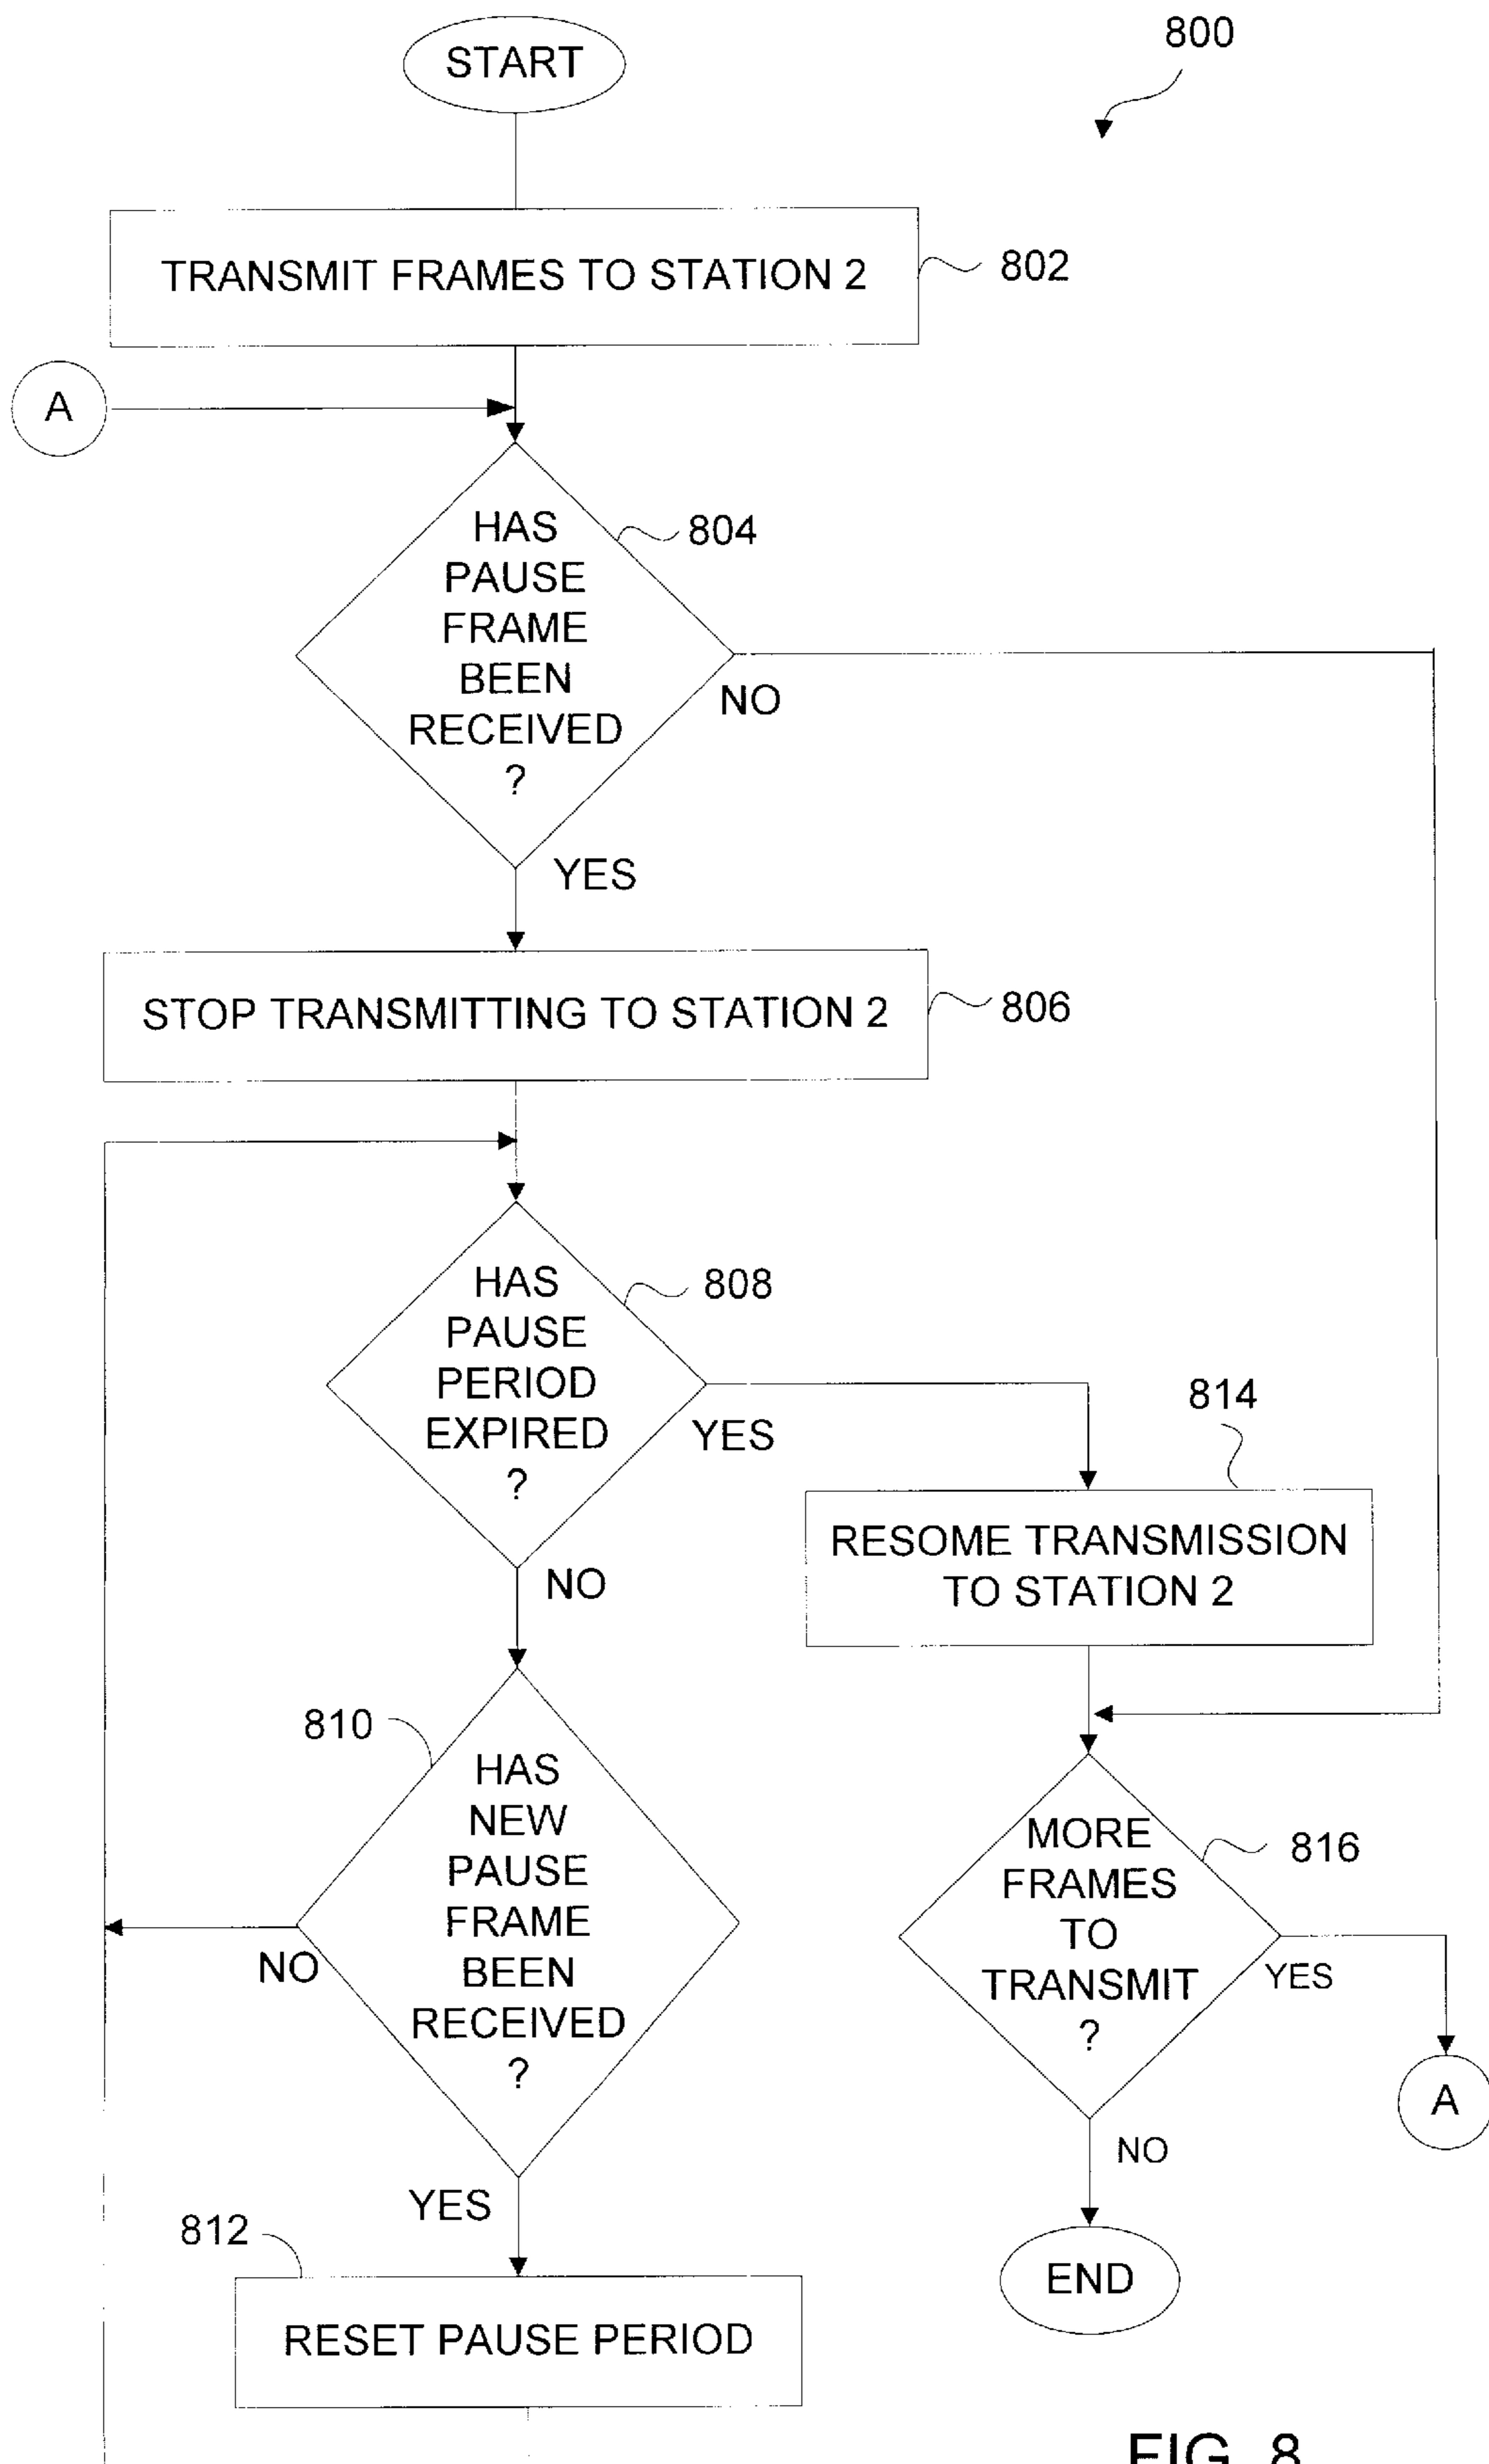 START
800
TRANSMIT FRAMES TO STATION 2
802
A
HAS
PAUSE
FRAME
BEEN
RECEIVED
?
804
NO
YES
STOP TRANSMITTING TO STATION 2
806
HAS
PAUSE
PERIOD
EXPIRED
?
808
YES
NO
814
RESOME TRANSMISSION
TO STATION 2
810
HAS
NEW
PAUSE
FRAME
BEEN
RECEIVED
?
NO
YES
MORE
FRAMES
TO
TRANSMIT
?
816
YES
A
NO
END
812
RESET PAUSE PERIOD
FIG. 8